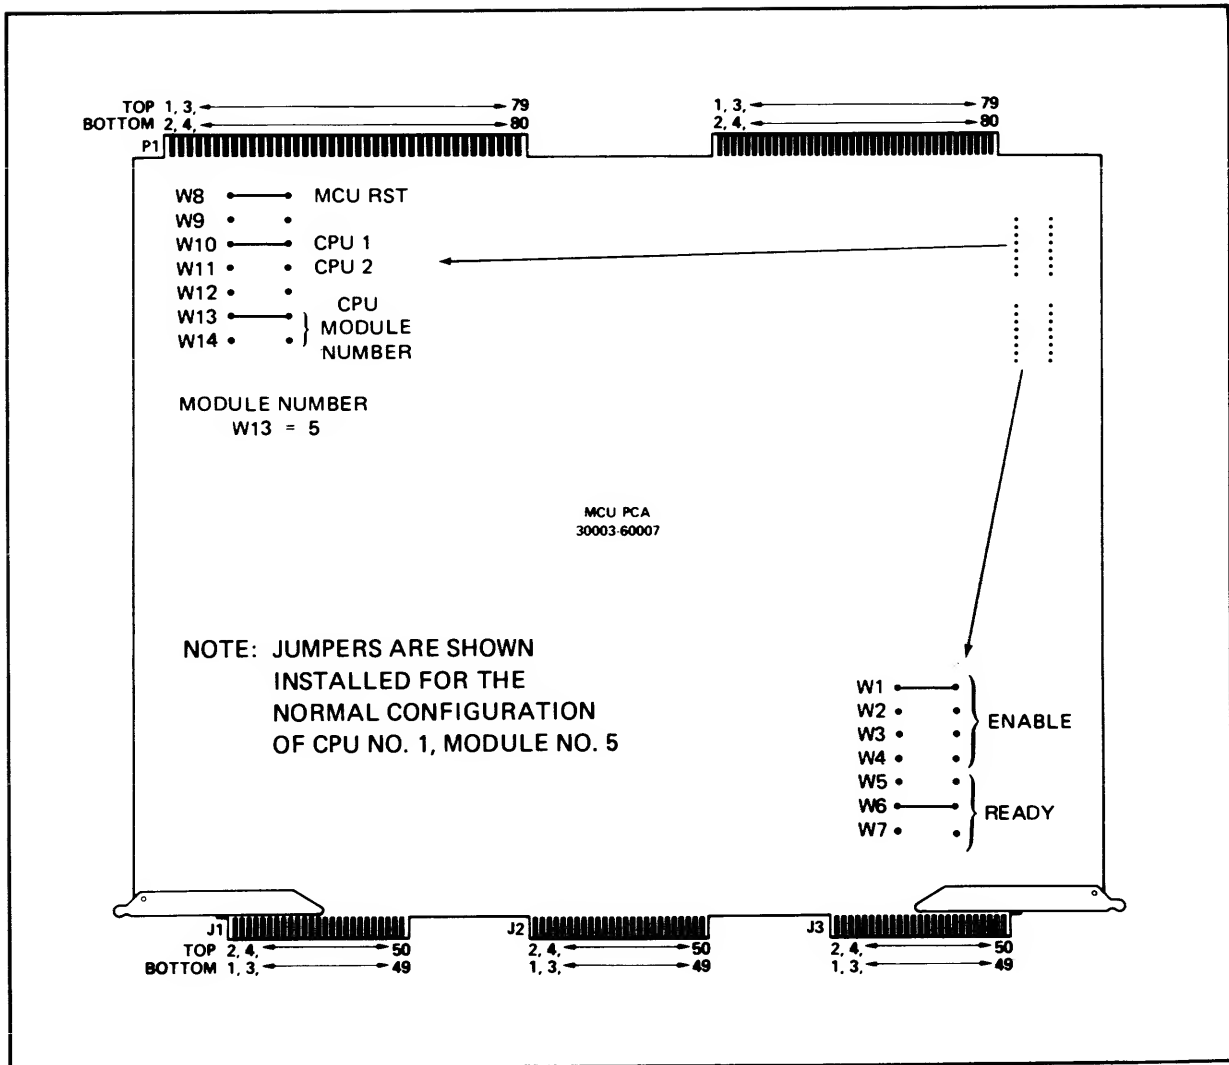 TOP 1, 3, 79
BOTTOM 2, 4, 80
P1
1, 3, 79
2, 4, 80
W8 MCU RST
W9
W10 CPU 1
W11 CPU 2
W12
W13 CPU
W14 MODULE
NUMBER
MODULE NUMBER
W13 = 5
MCU PCA
30003-60007
NOTE: JUMPERS ARE SHOWN
INSTALLED FOR THE
NORMAL CONFIGURATION
OF CPU NO. 1, MODULE NO. 5
W1
W2
W3
W4
ENABLE
W5
W6
W7
READY
J1
TOP 2, 4, 50
BOTTOM 1, 3, 49
J2
2, 4, 50
1, 3, 49
J3
2, 4, 50
1, 3, 49